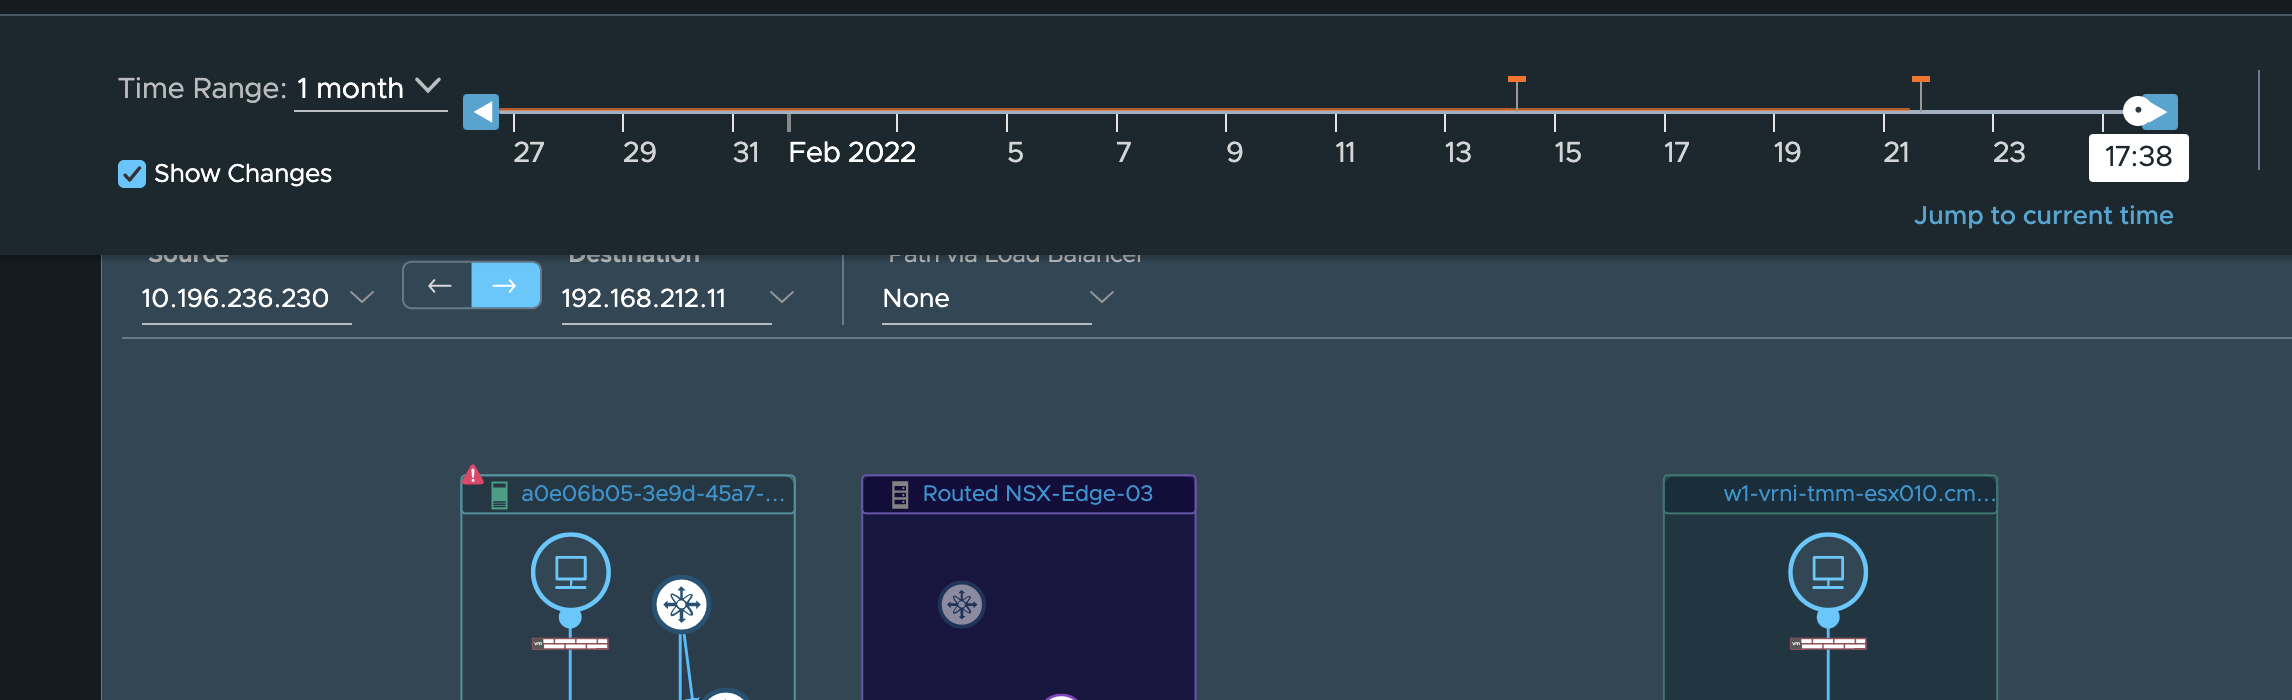 Time Range: 1 month
27 29 31 Feb 2022 5 7 9 11 13 15 17 19 21 23
17:38
Show Changes
Jump to current time
Source Destination Path via Load Balancer
10.196.236.230 192.168.212.11 None
a0e06b05-3e9d-45a7-...
Routed NSX-Edge-03
w1-vrni-tmm-esx010.cm...